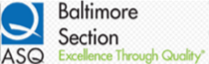 ASQ
Baltimore
Section
Excellence Through Quality®